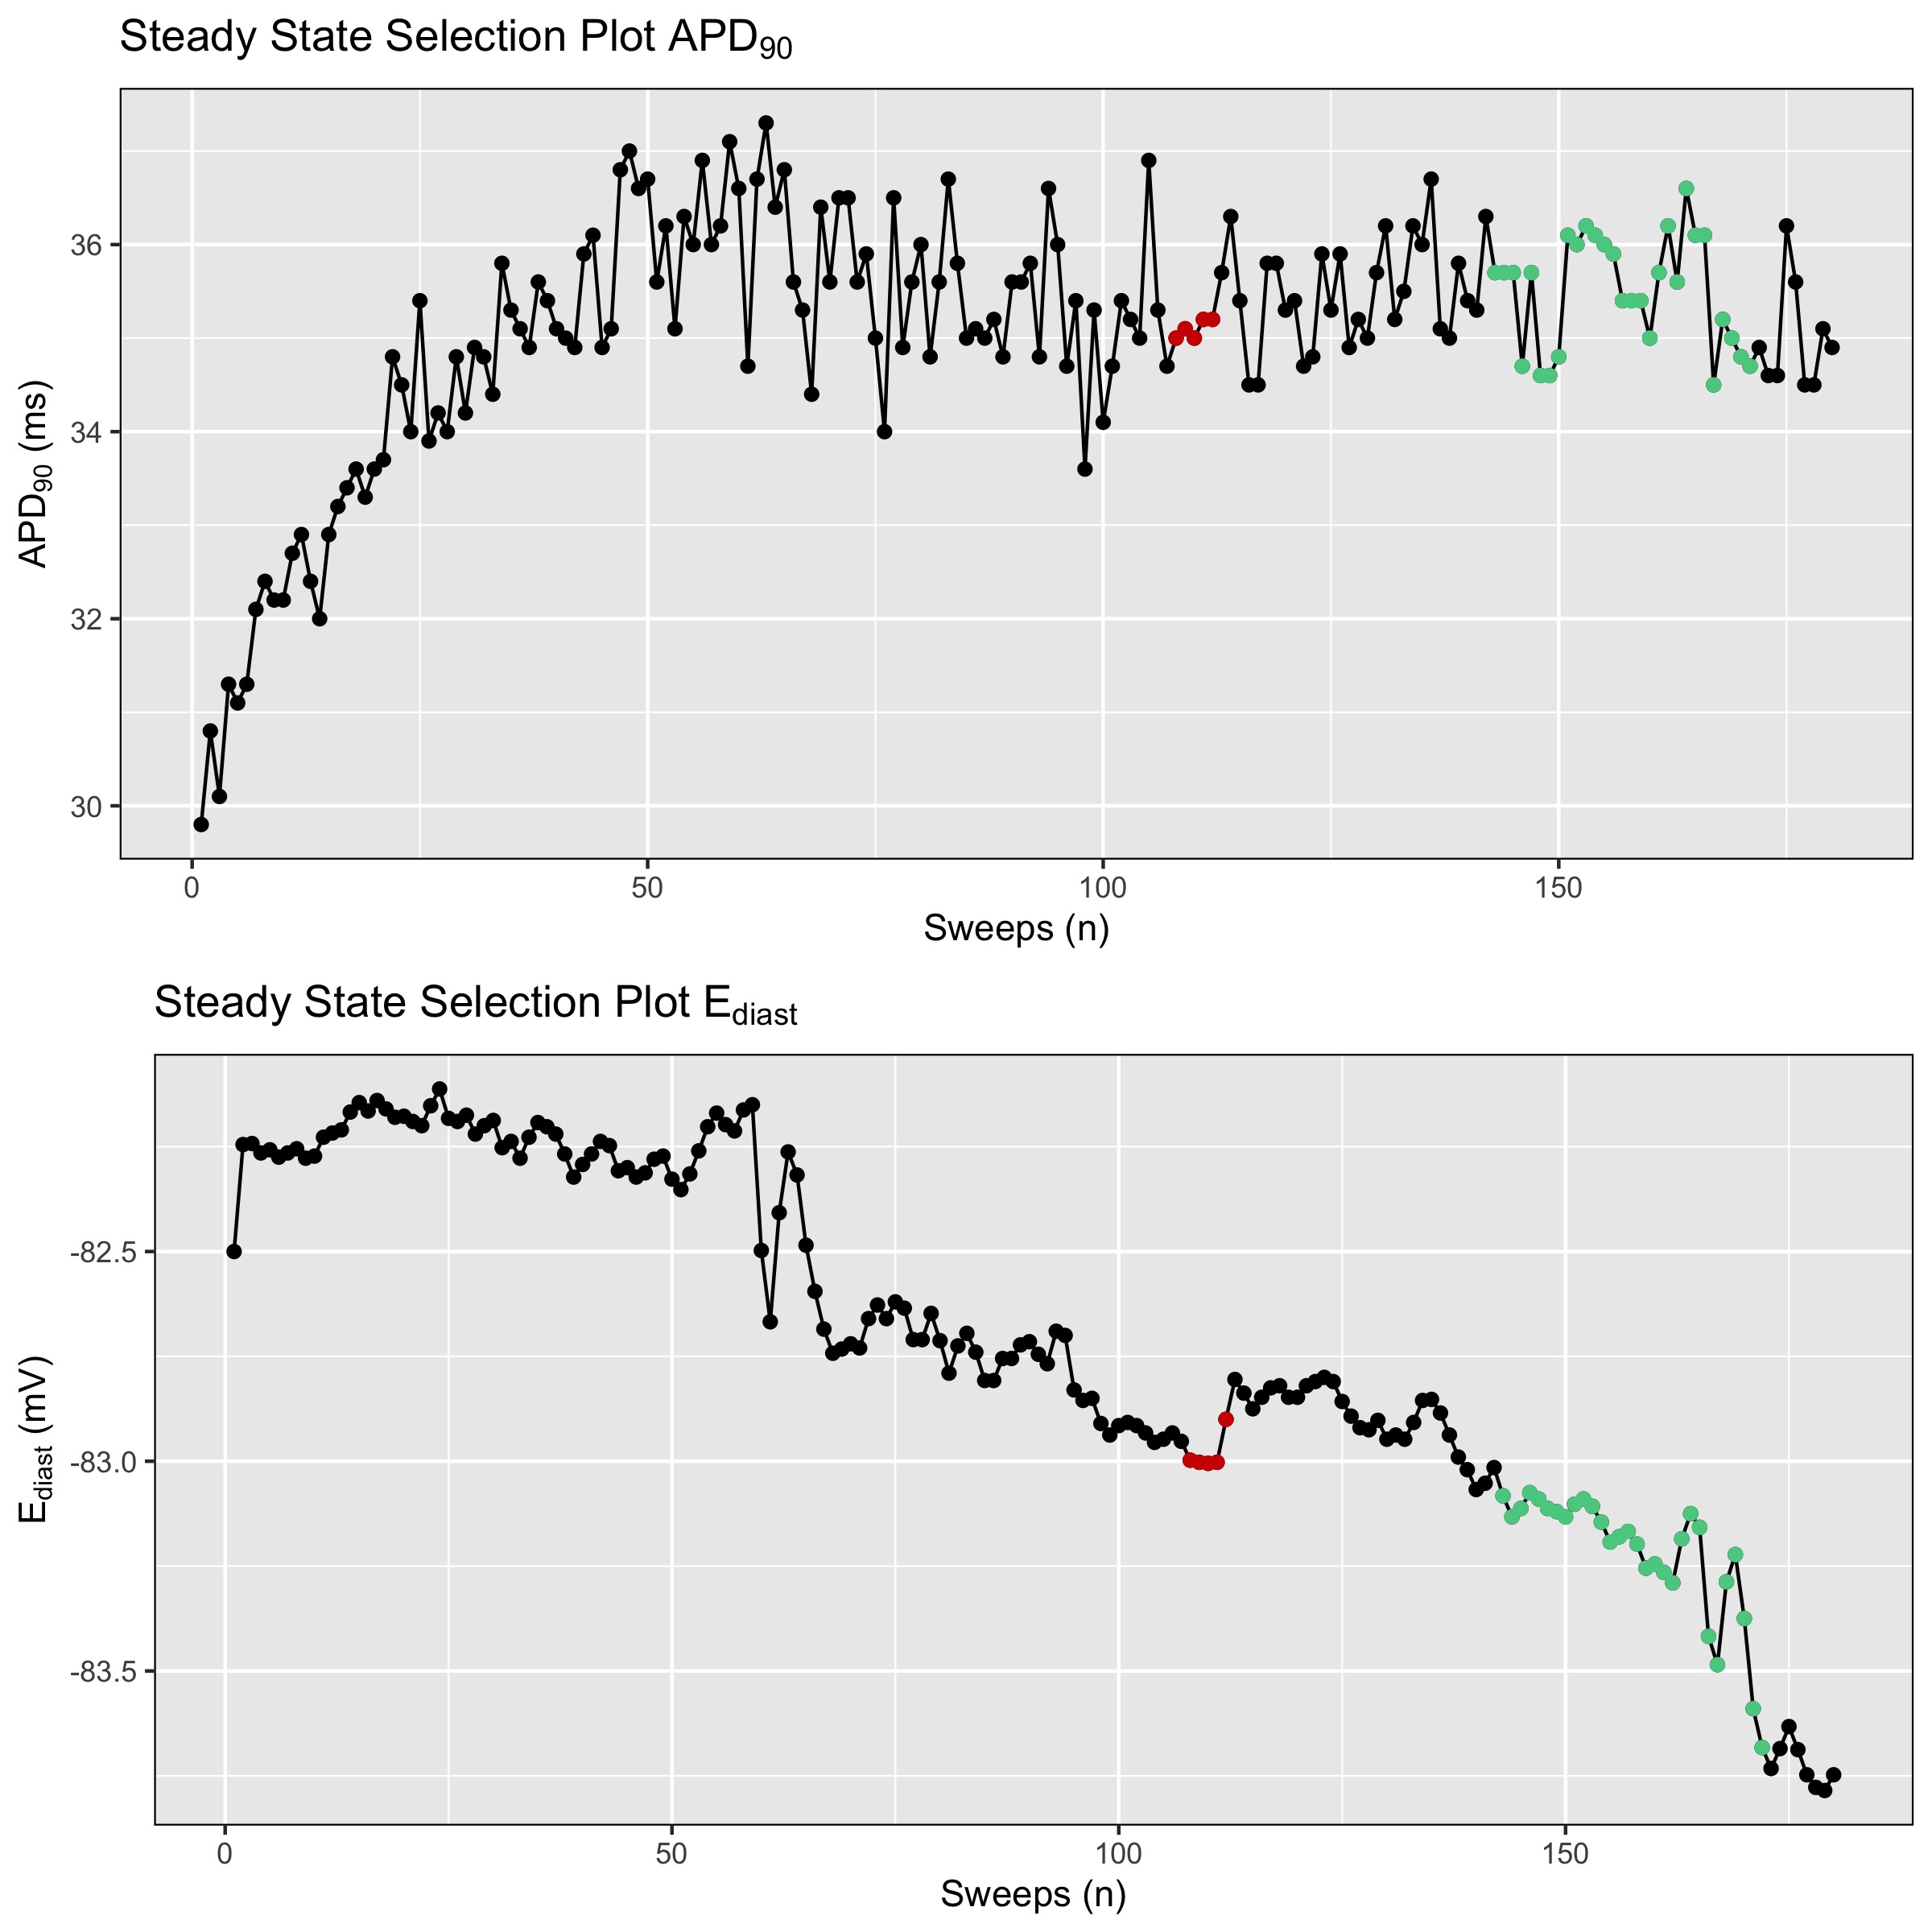 Steady State Selection Plot APD90
APD90 (ms)
36
34
32
30
0 50 100 150
Sweeps (n)
Steady State Selection Plot Ediast
Ediast (mV)
-82.5
-83.0
-83.5
0 50 100 150
Sweeps (n)